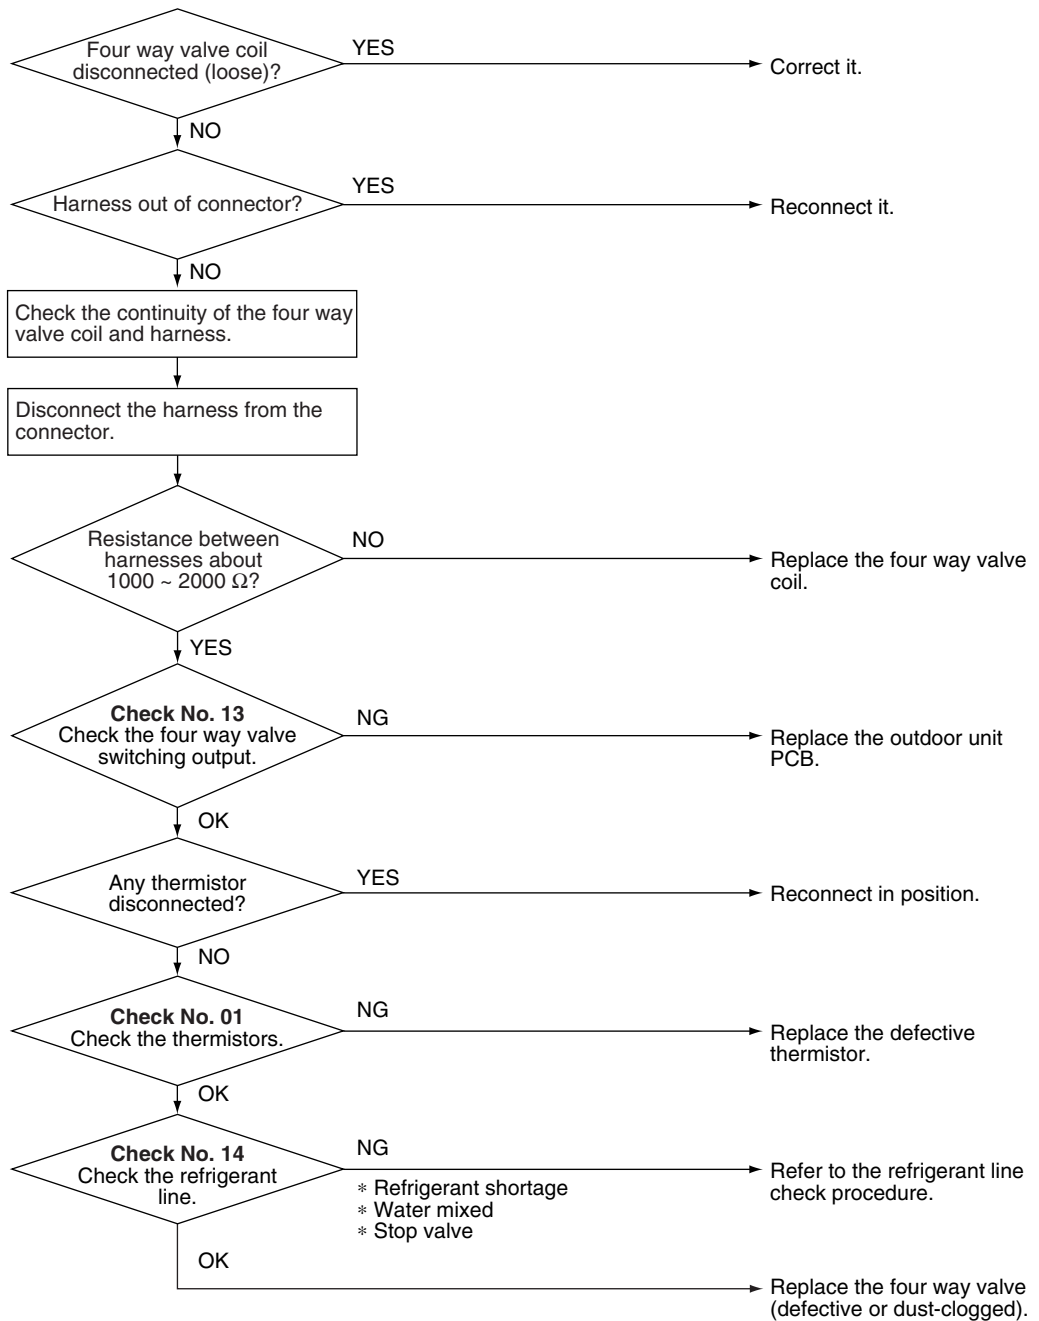 Four way valve coil
disconnected (loose)?
YES
Correct it.
NO
Harness out of connector?
YES
Reconnect it.
NO
Check the continuity of the four way
valve coil and harness.
Disconnect the harness from the
connector.
Resistance between
harnesses about
1000 ~ 2000 Ω?
NO
Replace the four way valve
coil.
YES
Check No. 13
Check the four way valve
switching output.
NG
Replace the outdoor unit
PCB.
OK
Any thermistor
disconnected?
YES
Reconnect in position.
NO
Check No. 01
Check the thermistors.
NG
Replace the defective
thermistor.
OK
Check No. 14
Check the refrigerant
line.
NG
∗ Refrigerant shortage
∗ Water mixed
∗ Stop valve
Refer to the refrigerant line
check procedure.
OK
Replace the four way valve
(defective or dust-clogged).